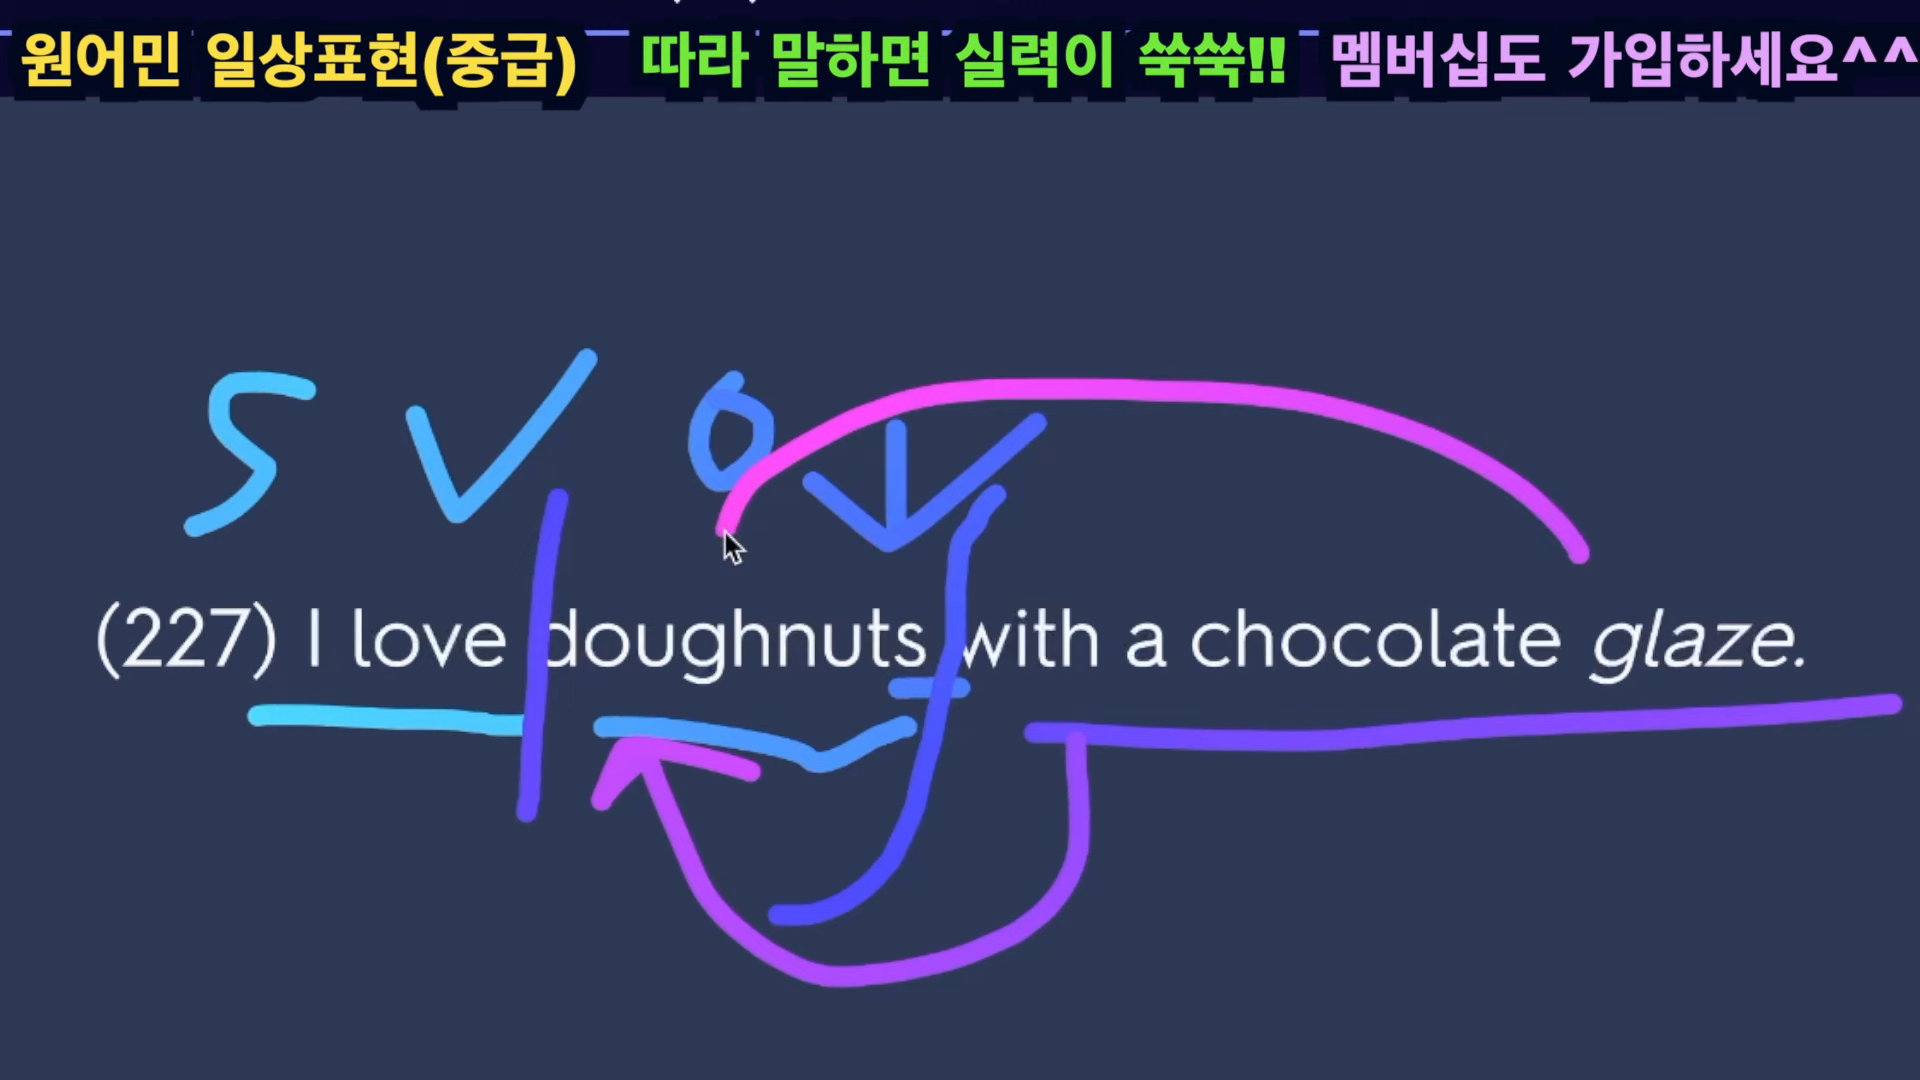 원어민 일상표현(중급) 따라 말하면 실력이 쑥쑥!! 멤버십도 가입하세요^^
S V O
(227) I love doughnuts with a chocolate glaze.